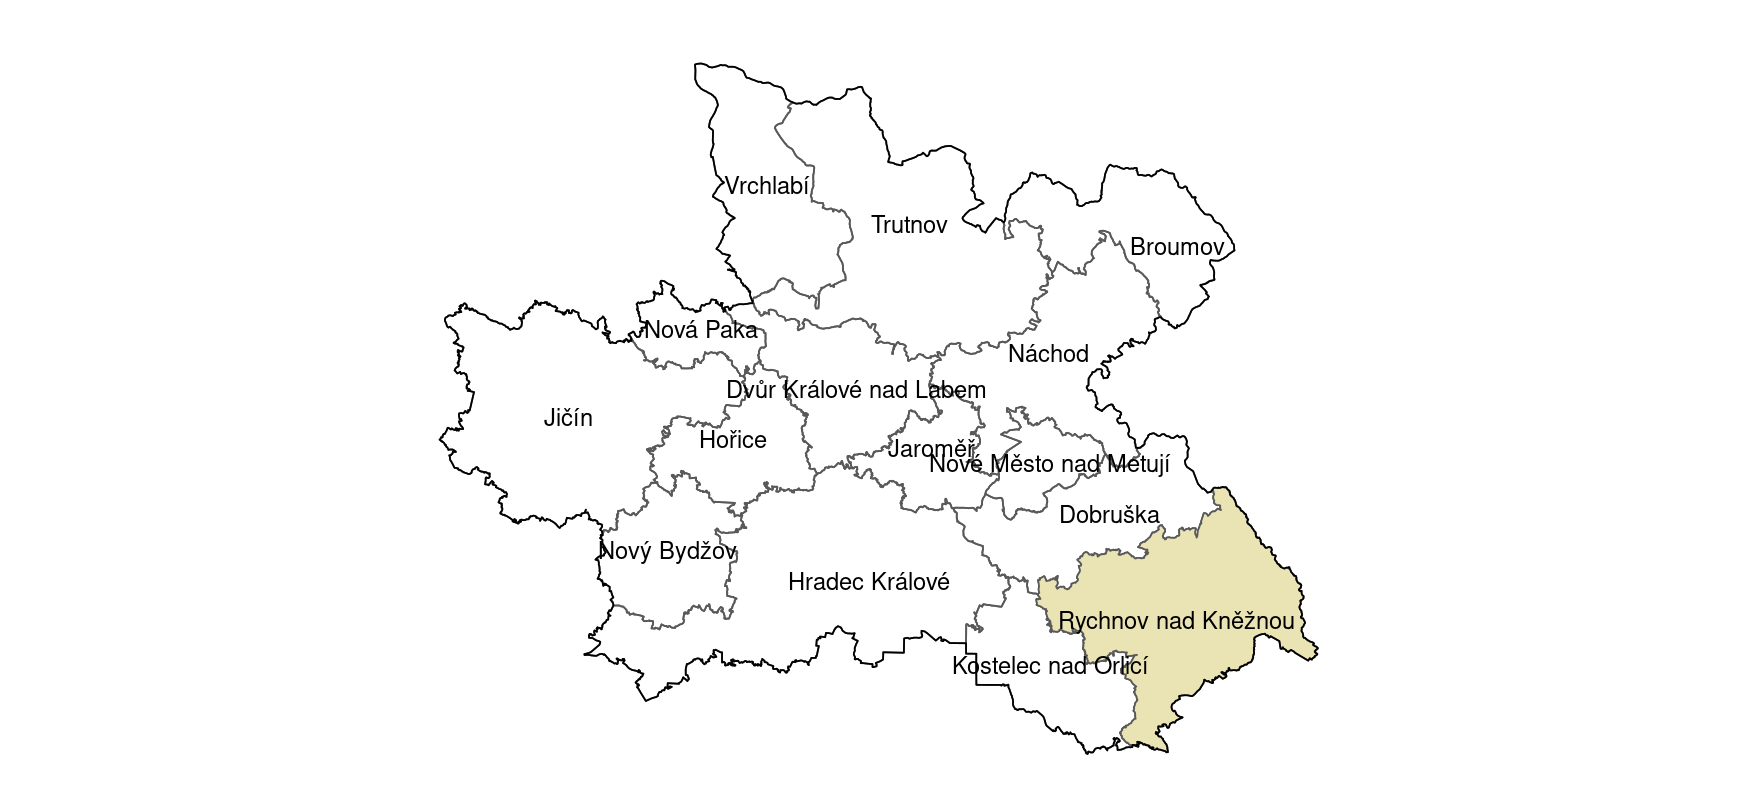 Vrchlabí
Trutnov
Broumov
Nová Paka
Náchod
Dvůr Králové nad Labem
Jičín
Hořice
Jaroměř
Nové Město nad Metují
Dobruška
Nový Bydžov
Hradec Králové
Rychnov nad Kněžnou
Kostelec nad Orlicí